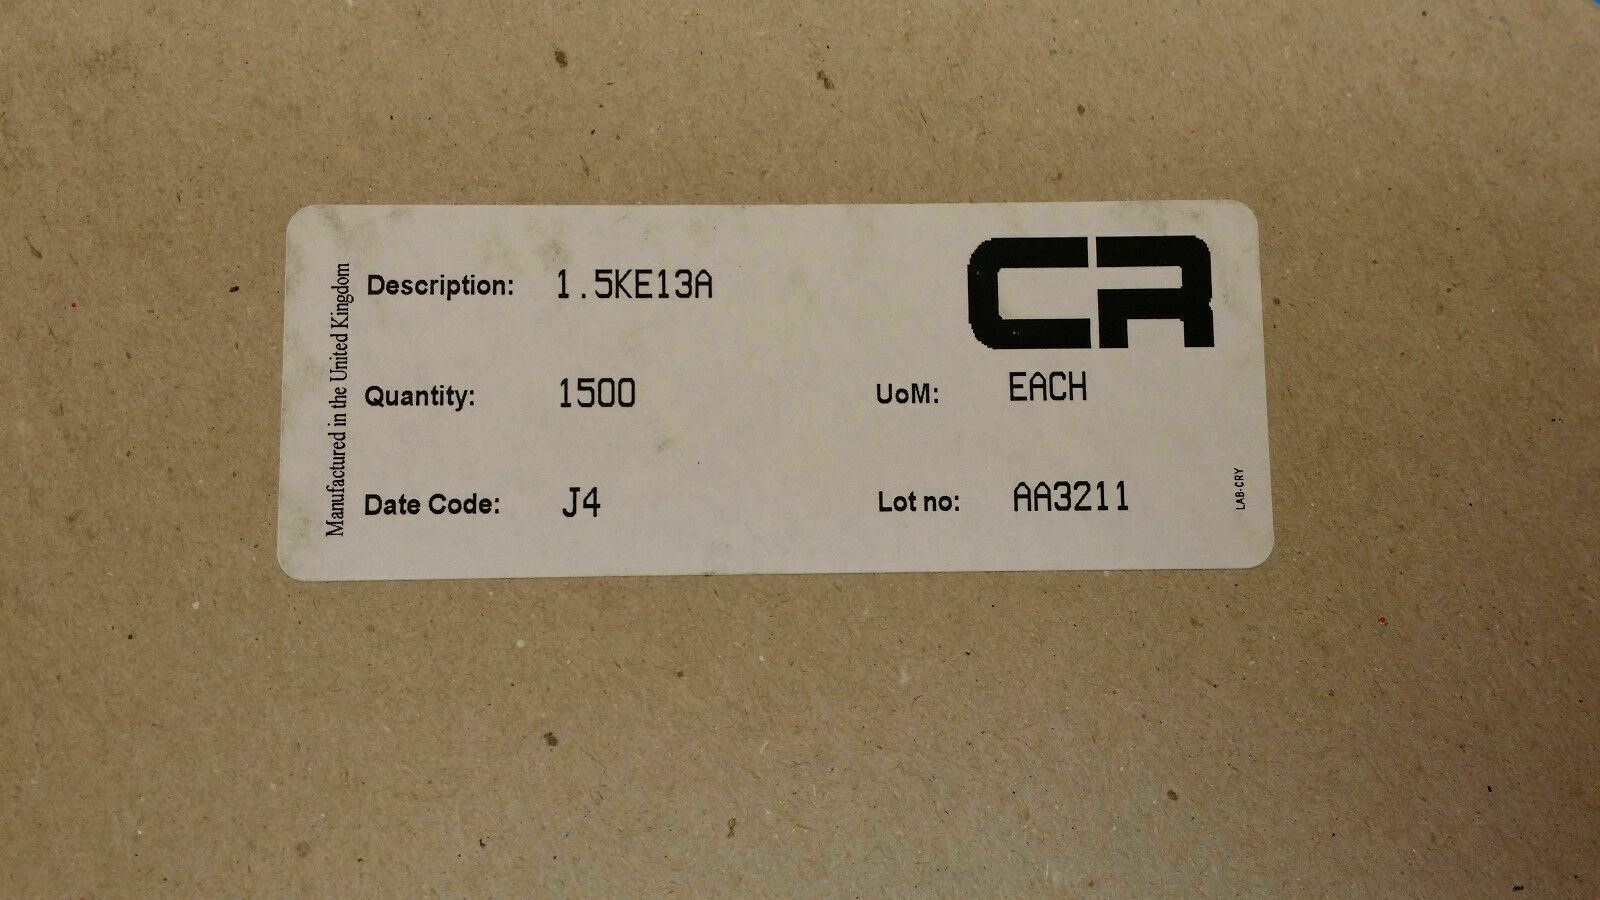 Manufactured in the United Kingdom
Description: 1.5KE13A
CR
Quantity: 1500 UoM: EACH
Date Code: J4 Lot no: AA3211
LAB-CRY